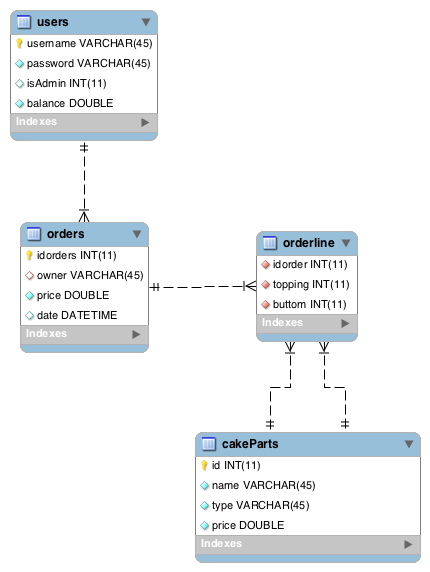 users
username VARCHAR(45)
password VARCHAR(45)
isAdmin INT(11)
balance DOUBLE
Indexes
orders
idorders INT(11)
owner VARCHAR(45)
price DOUBLE
date DATETIME
Indexes
orderline
idorder INT(11)
topping INT(11)
buttom INT(11)
Indexes
cakeParts
id INT(11)
name VARCHAR(45)
type VARCHAR(45)
price DOUBLE
Indexes